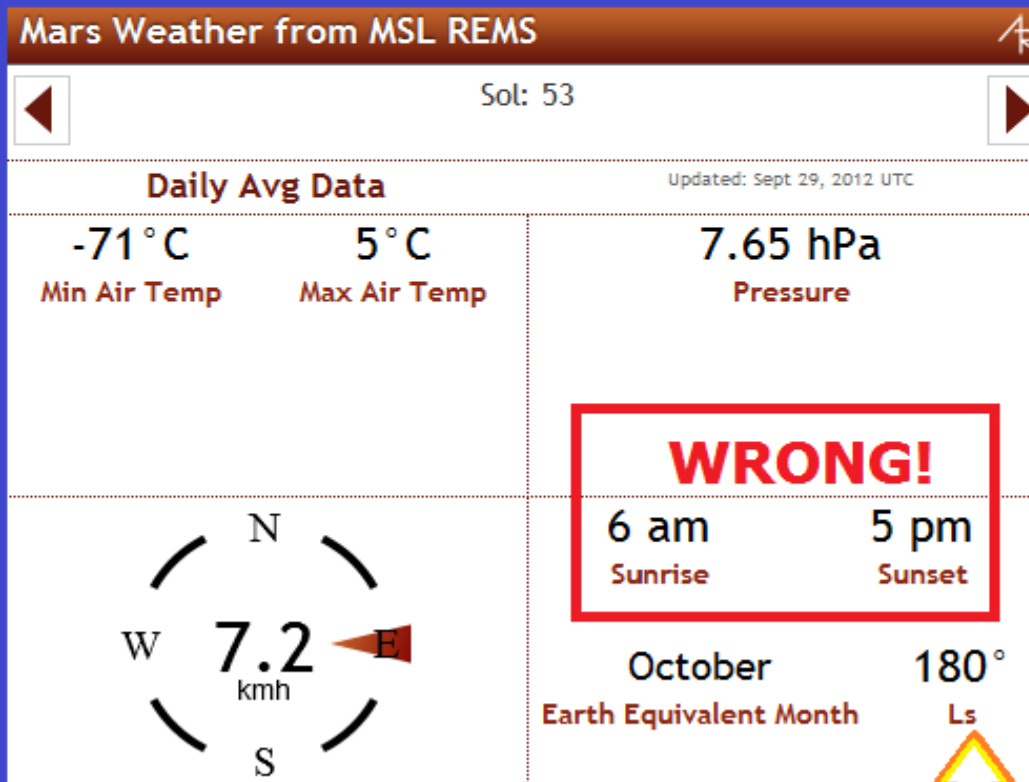 Mars Weather from MSL REMS
Sol: 53
Daily Avg Data
Updated: Sept 29, 2012 UTC
-71°C 5°C
Min Air Temp Max Air Temp
7.65 hPa
Pressure
WRONG!
6 am 5 pm
Sunrise Sunset
N
W 7.2 E
kmh
S
October 180°
Earth Equivalent Month Ls